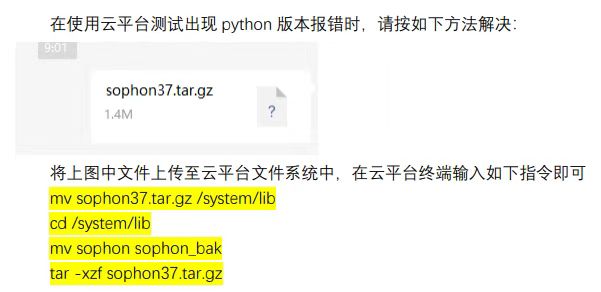 在使用云平台测试出现 python 版本报错时，请按如下方法解决：
9:01
sophon37.tar.gz
1.4M
?
将上图中文件上传至云平台文件系统中，在云平台终端输入如下指令即可
mv sophon37.tar.gz /system/lib
cd /system/lib
mv sophon sophon_bak
tar -xzf sophon37.tar.gz